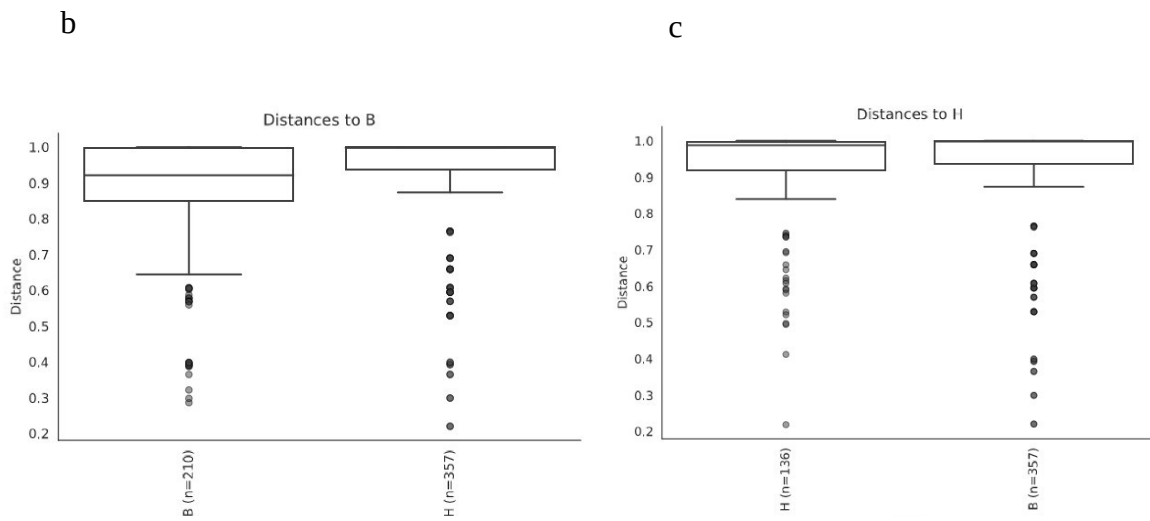 b
Distances to B
1.0
0.9
0.8
0.7
0.6
0.5
0.4
0.3
0.2
Distance
B (n=210)
H (n=357)
c
Distances to H
1.0
0.9
0.8
0.7
0.6
0.5
0.4
0.3
0.2
Distance
H (n=136)
B (n=357)